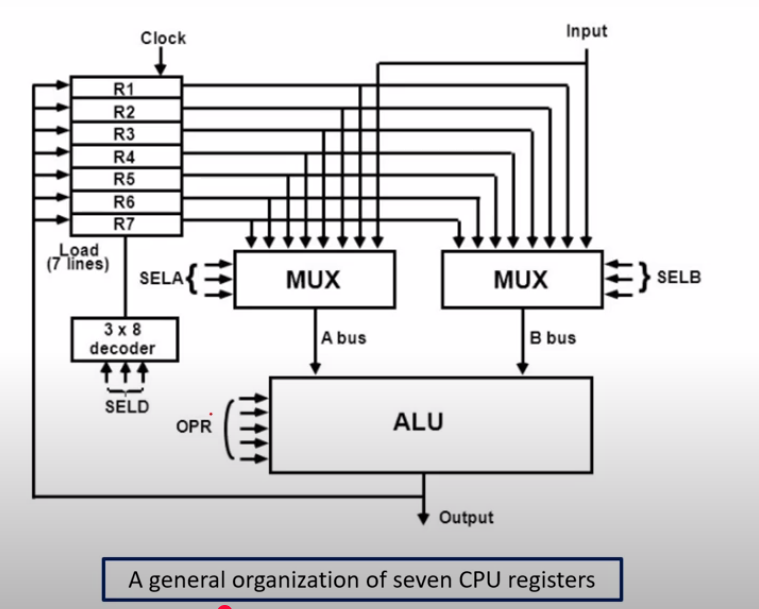 Clock
Input
R1
R2
R3
R4
R5
R6
R7
Load
(7 lines)
SELA
MUX
MUX
SELB
3 x 8
decoder
A bus
B bus
SELD
OPR
ALU
Output
A general organization of seven CPU registers